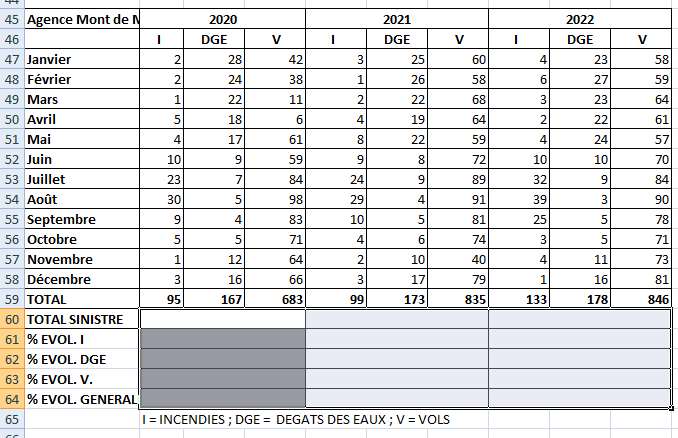 45 Agence Mont de M 2020 2021 2022
46 I DGE V I DGE V I DGE V
47 Janvier 2 28 42 3 25 60 4 23 58
48 Février 2 24 38 1 26 58 6 27 59
49 Mars 1 22 11 2 22 68 3 23 64
50 Avril 5 18 6 4 19 64 2 22 61
51 Mai 4 17 61 8 22 59 4 24 57
52 Juin 10 9 59 9 8 72 10 10 70
53 Juillet 23 7 84 24 9 89 32 9 84
54 Août 30 5 98 29 4 91 39 3 90
55 Septembre 9 4 83 10 5 81 25 5 78
56 Octobre 5 5 71 4 6 74 3 5 71
57 Novembre 1 12 64 2 10 40 4 11 73
58 Décembre 3 16 66 3 17 79 1 16 81
59 TOTAL 95 167 683 99 173 835 133 178 846
60 TOTAL SINISTRE
61 % EVOL. I
62 % EVOL. DGE
63 % EVOL. V.
64 % EVOL. GENERAL
65 I = INCENDIES ; DGE = DEGATS DES EAUX ; V = VOLS